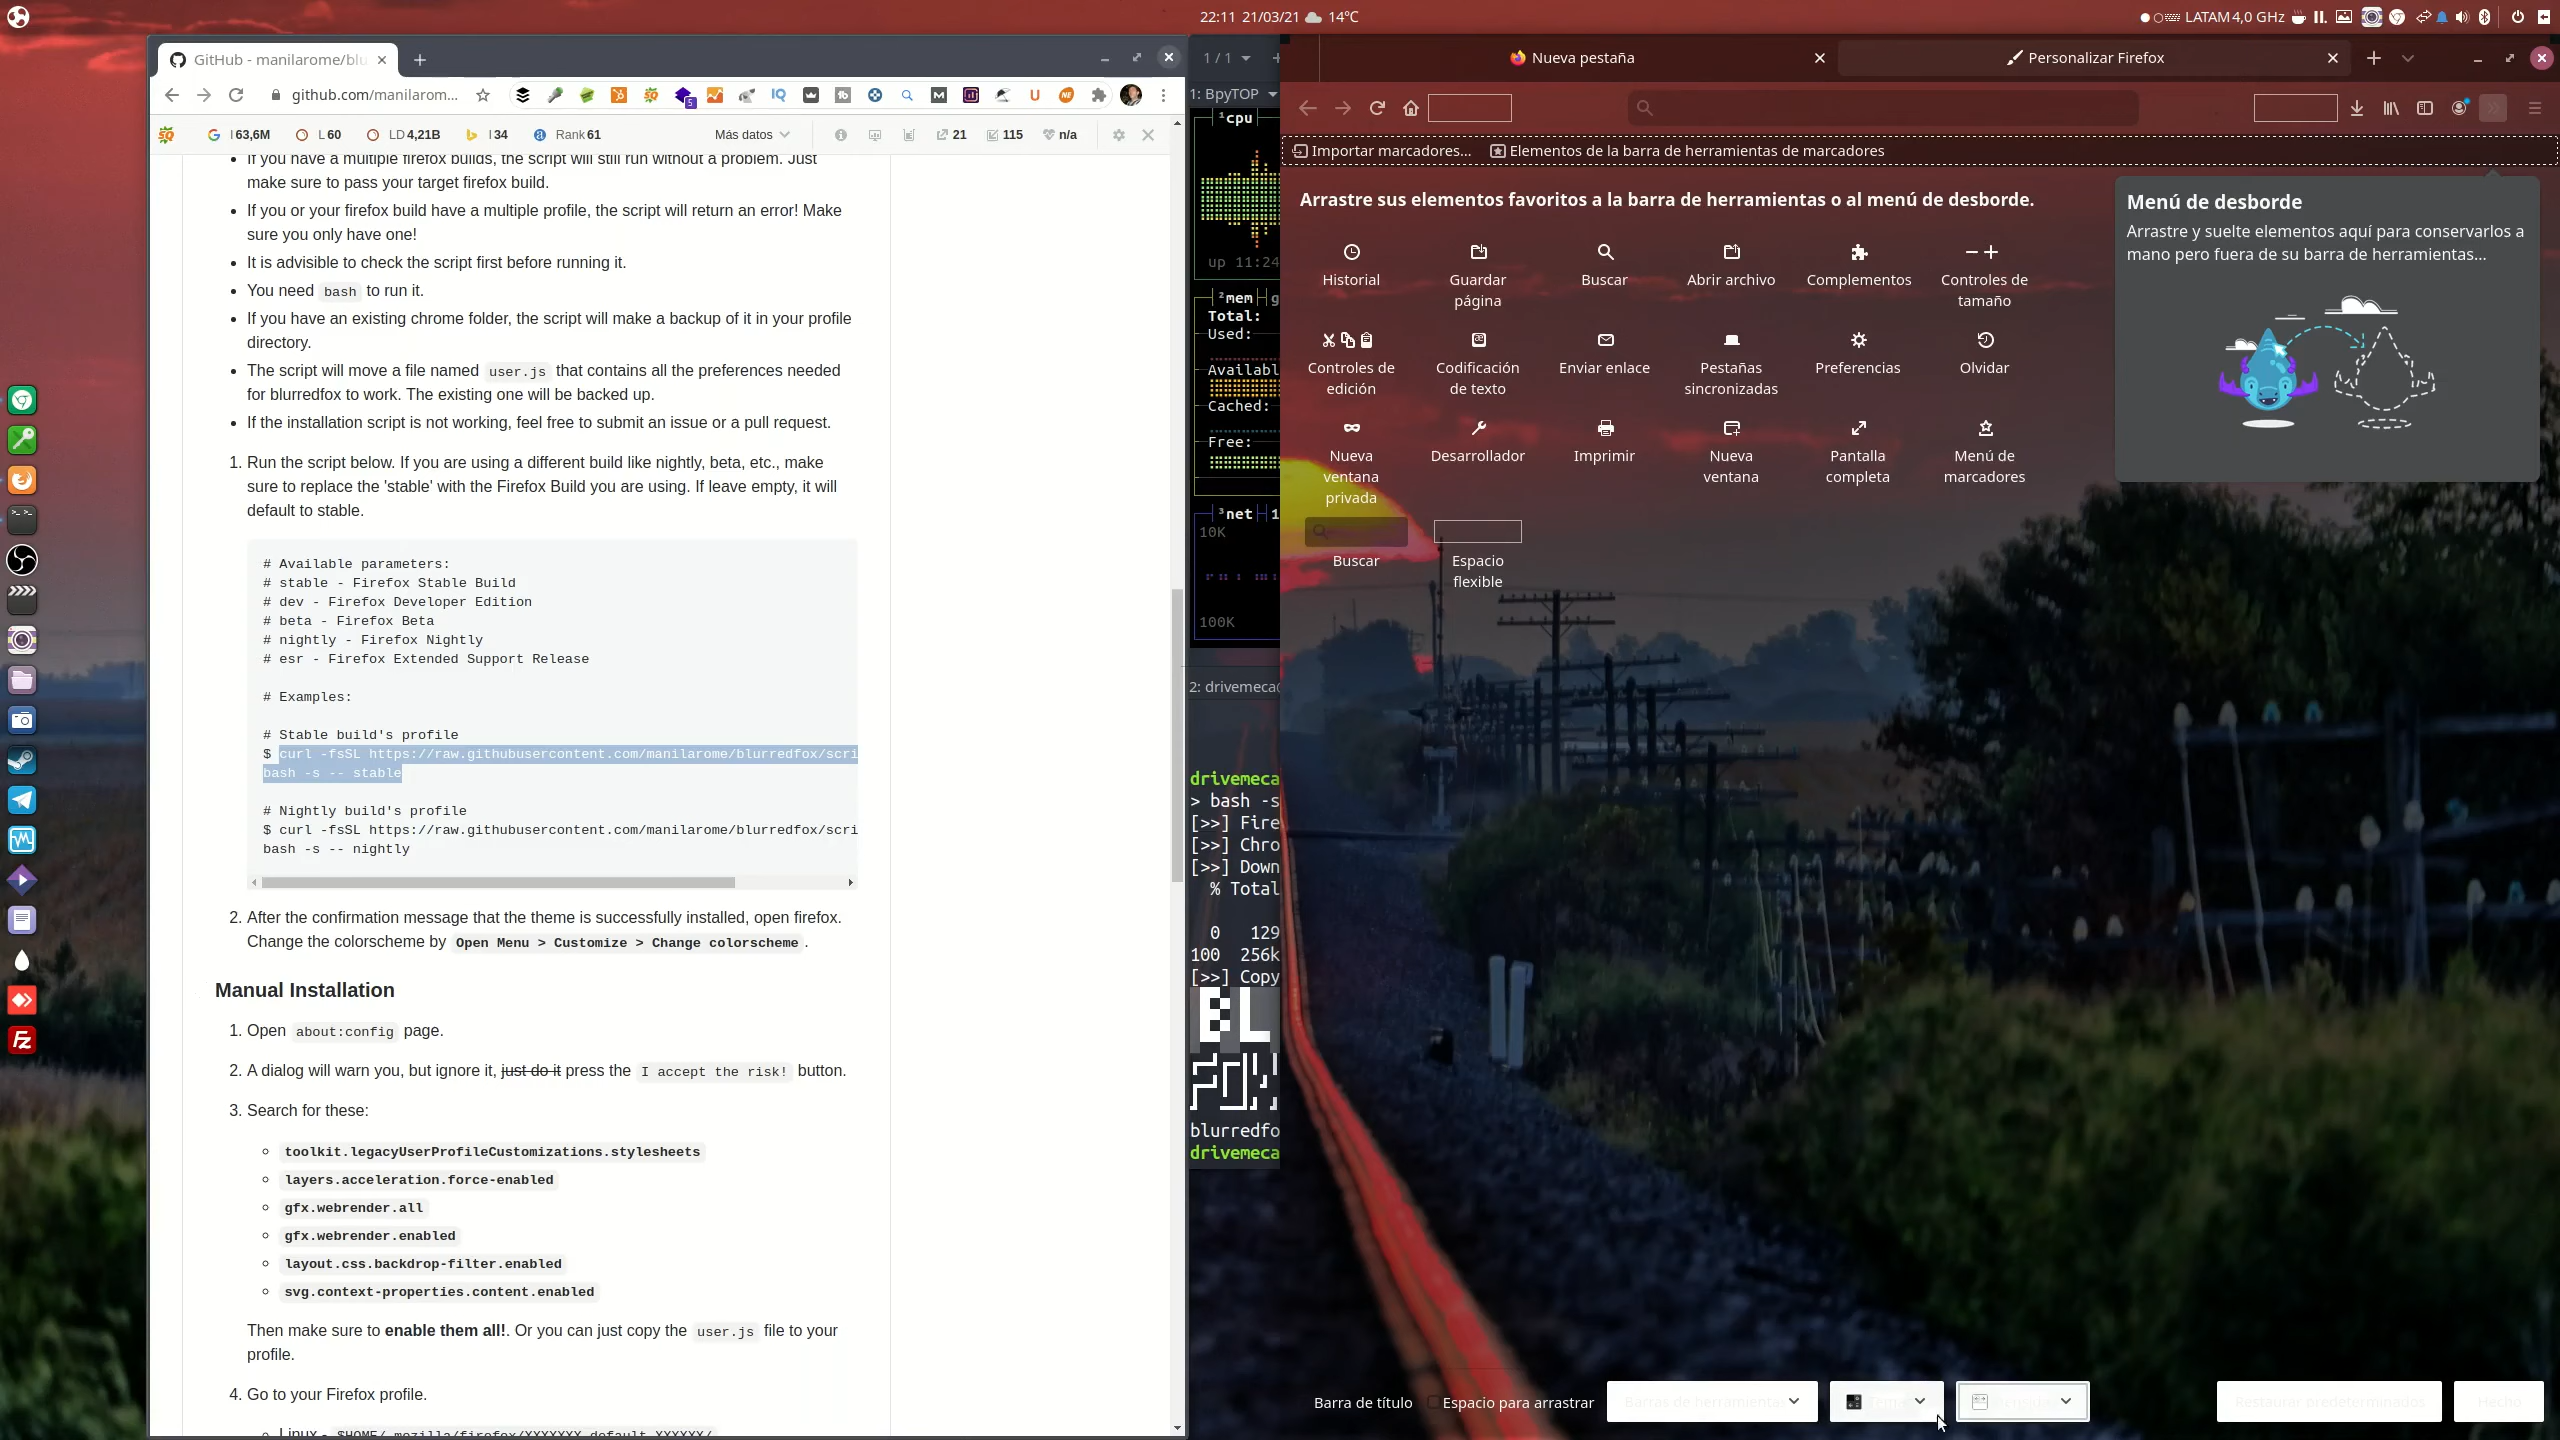 22:11 21/03/21 14°C
LATAM 4,0 GHz
GitHub - manilarome/blu
github.com/manilarom...
5
I 63,6M L 60 LD 4,21B I 34 Rank 61 Más datos 21 115 n/a
If you have a multiple firefox builds, the script will still run without a problem. Just
make sure to pass your target firefox build.
If you or your firefox build have a multiple profile, the script will return an error! Make
sure you only have one!
It is advisible to check the script first before running it.
You need bash to run it.
If you have an existing chrome folder, the script will make a backup of it in your profile
directory.
The script will move a file named user.js that contains all the preferences needed
for blurredfox to work. The existing one will be backed up.
If the installation script is not working, feel free to submit an issue or a pull request.
1. Run the script below. If you are using a different build like nightly, beta, etc., make
sure to replace the 'stable' with the Firefox Build you are using. If leave empty, it will
default to stable.
# Available parameters:
# stable - Firefox Stable Build
# dev - Firefox Developer Edition
# beta - Firefox Beta
# nightly - Firefox Nightly
# esr - Firefox Extended Support Release
# Examples:
# Stable build's profile
$ curl -fsSL https://raw.githubusercontent.com/manilarome/blurredfox/scri
bash -s -- stable
# Nightly build's profile
$ curl -fsSL https://raw.githubusercontent.com/manilarome/blurredfox/scri
bash -s -- nightly
2. After the confirmation message that the theme is successfully installed, open firefox.
Change the colorscheme by Open Menu > Customize > Change colorscheme .
Manual Installation
1. Open about:config page.
2. A dialog will warn you, but ignore it, just do it press the I accept the risk! button.
3. Search for these:
toolkit.legacyUserProfileCustomizations.stylesheets
layers.acceleration.force-enabled
gfx.webrender.all
gfx.webrender.enabled
layout.css.backdrop-filter.enabled
svg.context-properties.content.enabled
Then make sure to enable them all!. Or you can just copy the user.js file to your
profile.
4. Go to your Firefox profile.
Linux - $HOME/.mozilla/firefox/XXXXXXX.default-XXXXXX/
1 / 1
1: BpyTOP
¹cpu
up 11:24
²mem g
Total:
Used:
Availabl
Cached:
Free:
³net 1
10K
100K
2: drivemeca
drivemeca
> bash -s
[>>] Fire
[>>] Chro
[>>] Down
% Total
0 129
100 256k
[>>] Copy
BL
blurredfo
drivemeca
Nueva pestaña
Personalizar Firefox
Importar marcadores... Elementos de la barra de herramientas de marcadores
Arrastre sus elementos favoritos a la barra de herramientas o al menú de desborde.
Historial
Guardar
página
Buscar
Abrir archivo
Complementos
Controles de
tamaño
Controles de
edición
Codificación
de texto
Enviar enlace
Pestañas
sincronizadas
Preferencias
Olvidar
Nueva
ventana
privada
Desarrollador
Imprimir
Nueva
ventana
Pantalla
completa
Menú de
marcadores
Buscar
Espacio
flexible
Menú de desborde
Arrastre y suelte elementos aquí para conservarlos a
mano pero fuera de su barra de herramientas...
Barra de título Espacio para arrastrar Barras de herramientas
Restaurar predeterminados Hecho